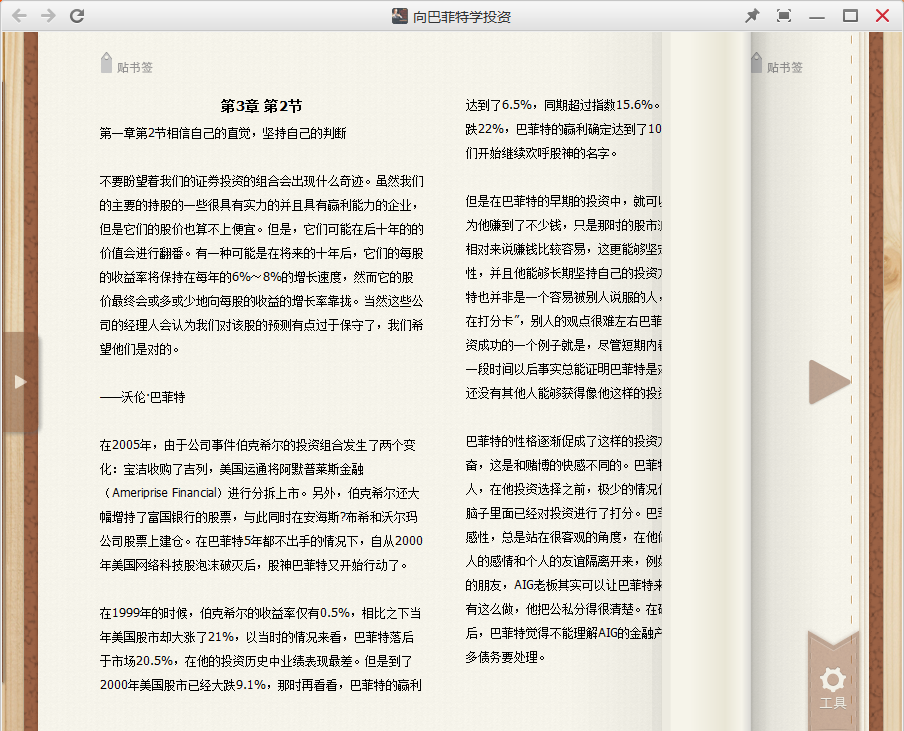 向巴菲特学投资
贴书签
贴书签
第3章 第2节
第一章第2节相信自己的直觉，坚持自己的判断
不要盼望着我们的证券投资的组合会出现什么奇迹。虽然我们
的主要的持股的一些很具有实力的并且具有赢利能力的企业，
但是它们的股价也算不上便宜。但是，它们可能在后十年的的
价值会进行翻番。有一种可能是在将来的十年后，它们的每股
的收益率将保持在每年的6%～8%的增长速度，然而它的股
价最终会或多或少地向每股的收益的增长率靠拢。当然这些公
司的经理人会认为我们对该股的预测有点过于保守了，我们希
望他们是对的。
——沃伦·巴菲特
在2005年，由于公司事件伯克希尔的投资组合发生了两个变
化：宝洁收购了吉列，美国运通将阿默普莱斯金融
（Ameriprise Financial）进行分拆上市。另外，伯克希尔还大
幅增持了富国银行的股票，与此同时在安海斯?布希和沃尔玛
公司股票上建仓。在巴菲特5年都不出手的情况下，自从2000
年美国网络科技股泡沫破灭后，股神巴菲特又开始行动了。
在1999年的时候，伯克希尔的收益率仅有0.5%，相比之下当
年美国股市却大涨了21%，以当时的情况来看，巴菲特落后
于市场20.5%，在他的投资历史中业绩表现最差。但是到了
2000年美国股市已经大跌9.1%，那时再看看，巴菲特的赢利
达到了6.5%，同期超过指数15.6%。
跌22%，巴菲特的赢利确定达到了10
们开始继续欢呼股神的名字。
但是在巴菲特的早期的投资中，就可
为他赚到了不少钱，只是那时的股市
相对来说赚钱比较容易，这更能够坚
性，并且他能够长期坚持自己的投资
特也并非是一个容易被别人说服的人，
在打分卡”，别人的观点很难左右巴菲
资成功的一个例子就是，尽管短期内
一段时间以后事实总能证明巴菲特是
还没有其他人能够获得像他这样的投
巴菲特的性格逐渐促成了这样的投资
奋，这是和赌博的快感不同的。巴菲
人，在他投资选择之前，极少的情况
脑子里面已经对投资进行了打分。巴
感性，总是站在很客观的角度，在他
人的感情和个人的友谊隔离开来，例
的朋友，AIG老板其实可以让巴菲特
有这么做，他把公私分得很清楚。在
后，巴菲特觉得不能理解AIG的金融
多债务要处理。
工具